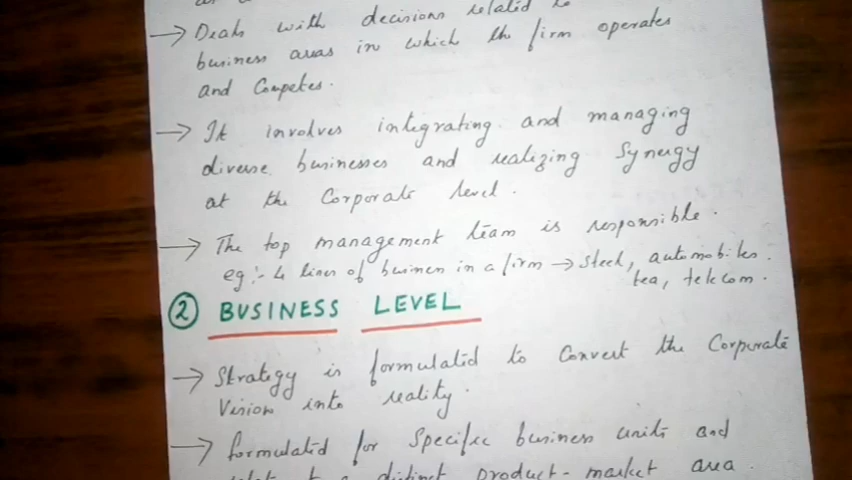 → Deals with decisions related to
business areas in which the firm operates
and Competes.
→ It involves integrating and managing
diverse businesses and realizing Synergy
at the Corporate level.
→ The top management team is responsible.
eg:- 4 lines of business in a firm → Steel, automobiles.
tea, telecom.
② BUSINESS LEVEL
→ Strategy is formulated to Convert the Corporate
Vision into reality.
→ formulated for Specific business units and
to a distinct product-market area